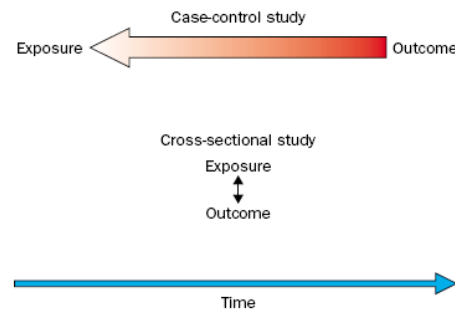 Case-control study
Exposure Outcome
Cross-sectional study
Exposure
Outcome
Time